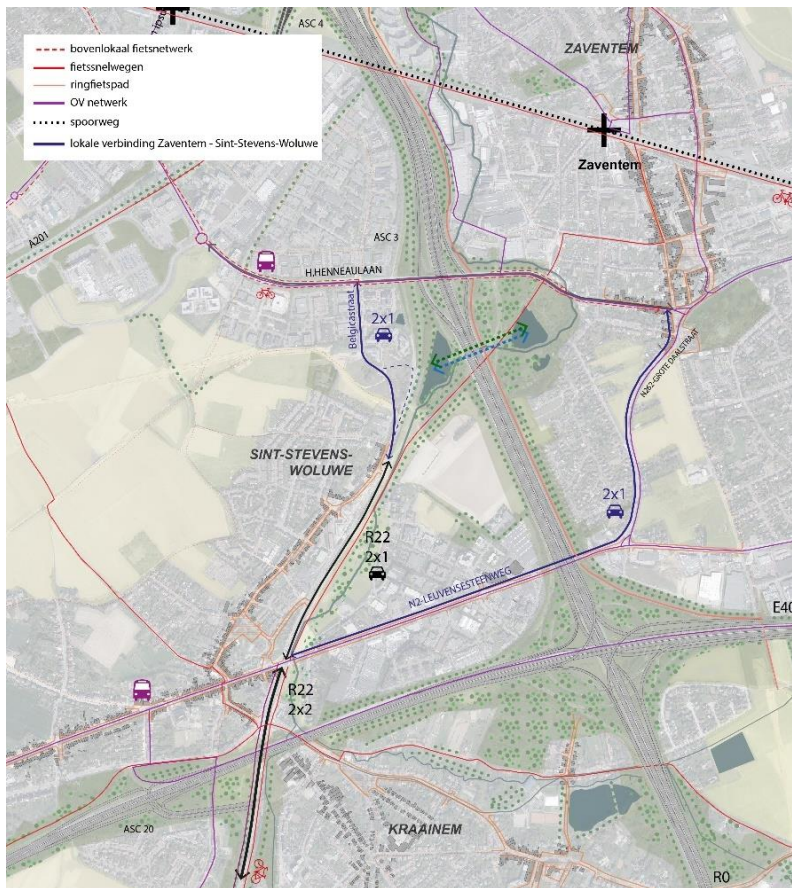 ASC 4
bovenlokaal fietsnetwerk
fietssnelwegen
ringfietspad
OV netwerk
spoorweg
lokale verbinding Zaventem - Sint-Stevens-Woluwe
ZAVENTEM
Zaventem
A201
ASC 3
H.HENNEAULAAN
Belgicastraat
2x1
N262-GROTE DAALSTRAAT
SINT-STEVENS-
WOLUWE
2x1
R22
2x1
N2-LEUVENSESTEENWEG
E40
R22
2x2
ASC 20
KRAAINEM
R0